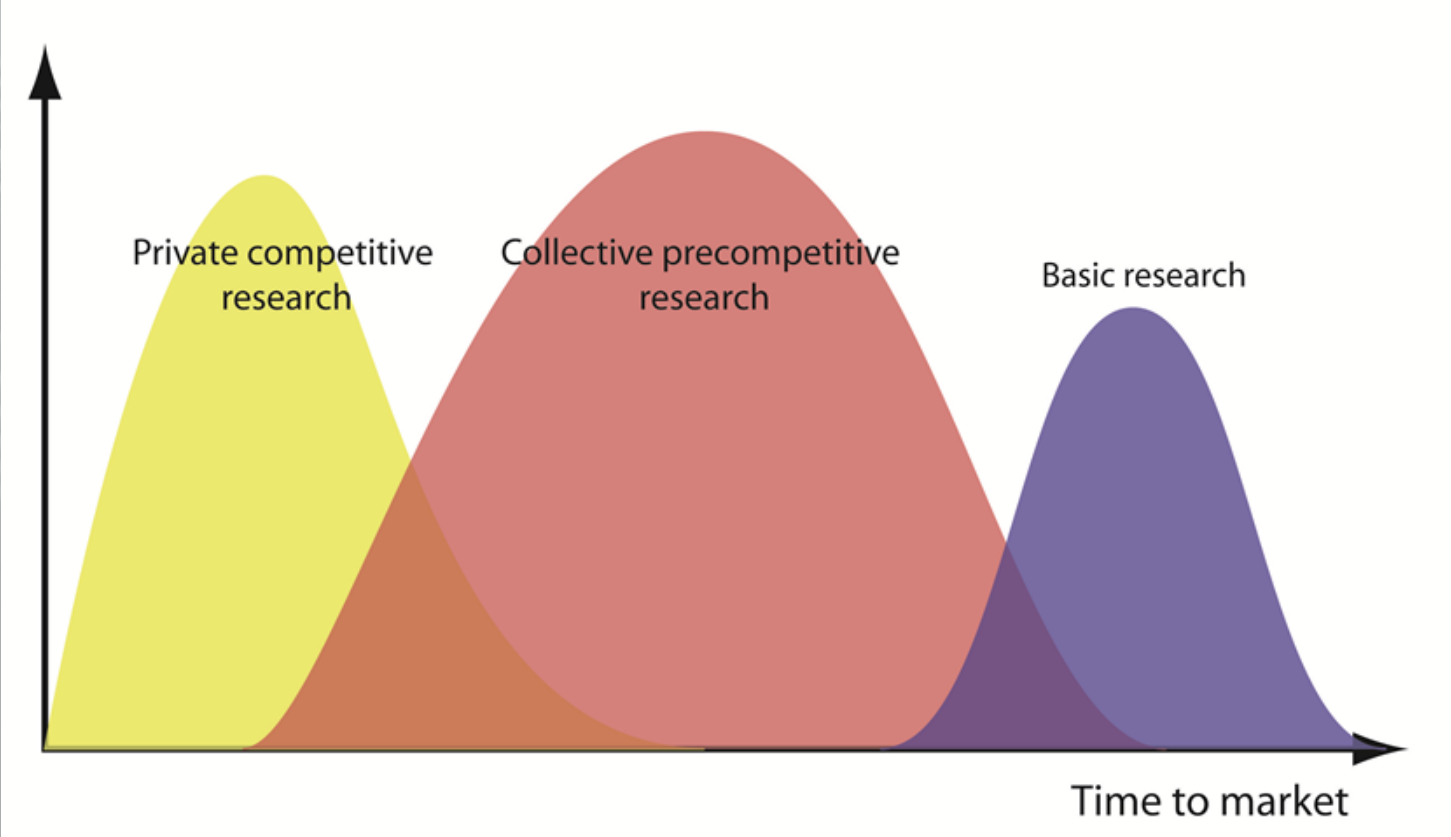 Private competitive
research
Collective precompetitive
research
Basic research
Time to market